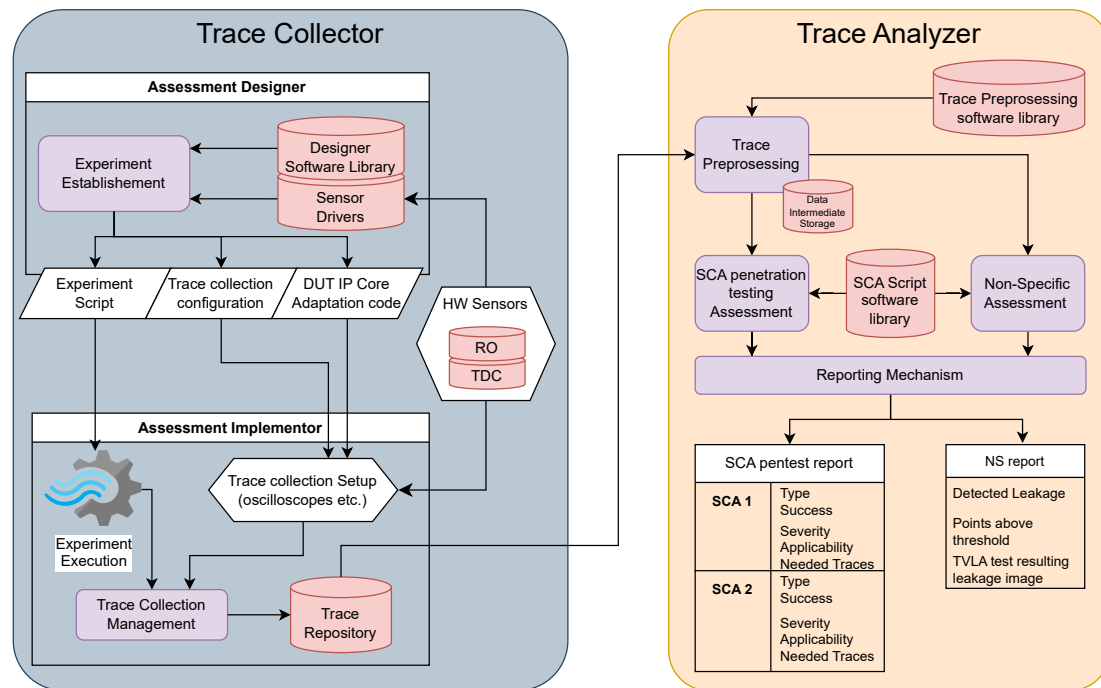 Trace Collector
Assessment Designer
Experiment
Establishement
Designer
Software Library
Sensor
Drivers
Experiment
Script
Trace collection
configuration
DUT IP Core
Adaptation code
HW Sensors
RO
TDC
Assessment Implementor
Experiment
Execution
Trace collection Setup
(oscilloscopes etc.)
Trace Collection
Management
Trace
Repository
Trace Analyzer
Trace Preprosessing
software library
Trace
Preprosessing
Data
Intermediate
Storage
SCA penetration
testing
Assessment
SCA Script
software
library
Non-Specific
Assessment
Reporting Mechanism
SCA pentest report
SCA 1
Type
Success
Severity
Applicability
Needed Traces
SCA 2
Type
Success
Severity
Applicability
Needed Traces
NS report
Detected Leakage
Points above
threshold
TVLA test resulting
leakage image